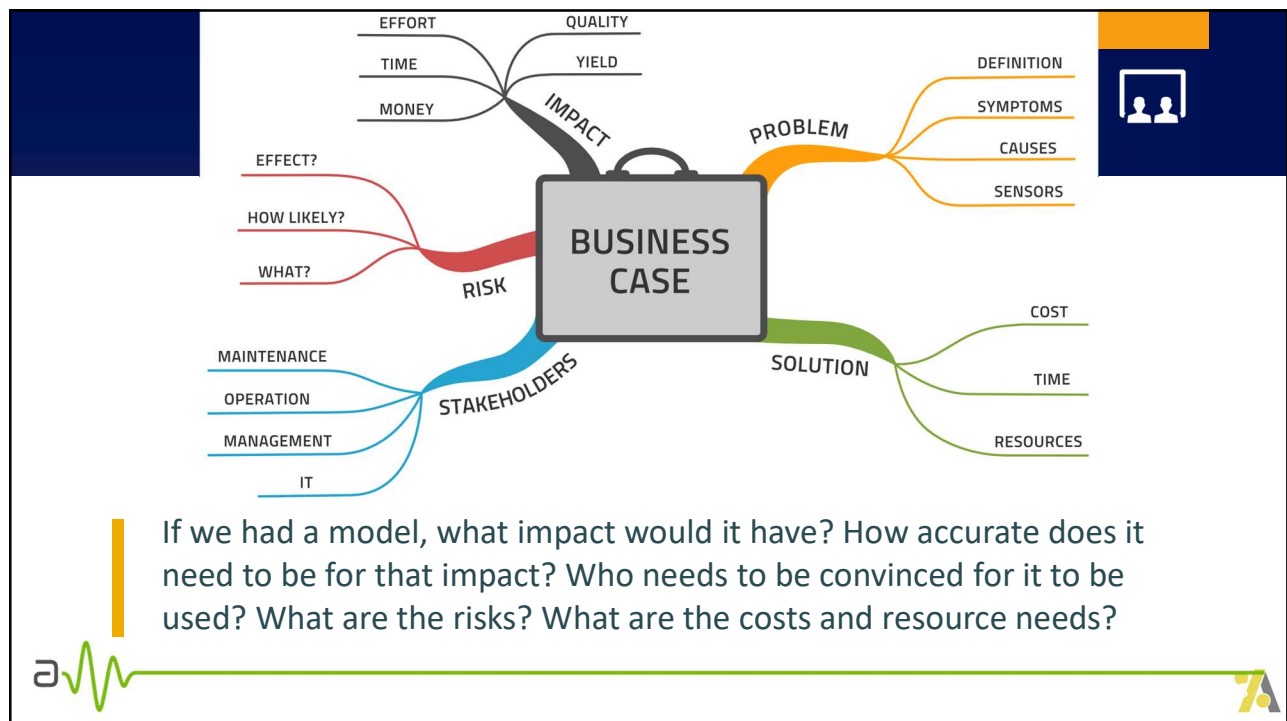 EFFORT
TIME
MONEY
QUALITY
YIELD
IMPACT
PROBLEM
DEFINITION
SYMPTOMS
CAUSES
SENSORS
EFFECT?
HOW LIKELY?
WHAT?
RISK
BUSINESS
CASE
MAINTENANCE
OPERATION
MANAGEMENT
IT
STAKEHOLDERS
SOLUTION
COST
TIME
RESOURCES
If we had a model, what impact would it have? How accurate does it
need to be for that impact? Who needs to be convinced for it to be
used? What are the risks? What are the costs and resource needs?
a